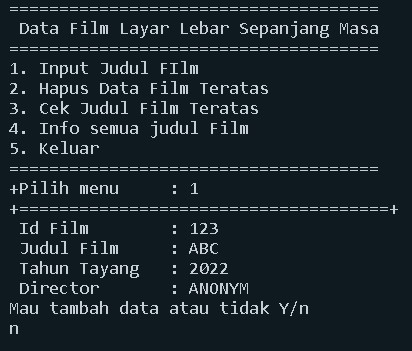 =====================================
Data Film Layar Lebar Sepanjang Masa
=====================================
1. Input Judul FIlm
2. Hapus Data Film Teratas
3. Cek Judul Film Teratas
4. Info semua judul Film
5. Keluar
=====================================
+Pilih menu     : 1
+=====================================+
 Id Film        : 123
 Judul Film     : ABC
 Tahun Tayang   : 2022
 Director       : ANONYM
Mau tambah data atau tidak Y/n
n